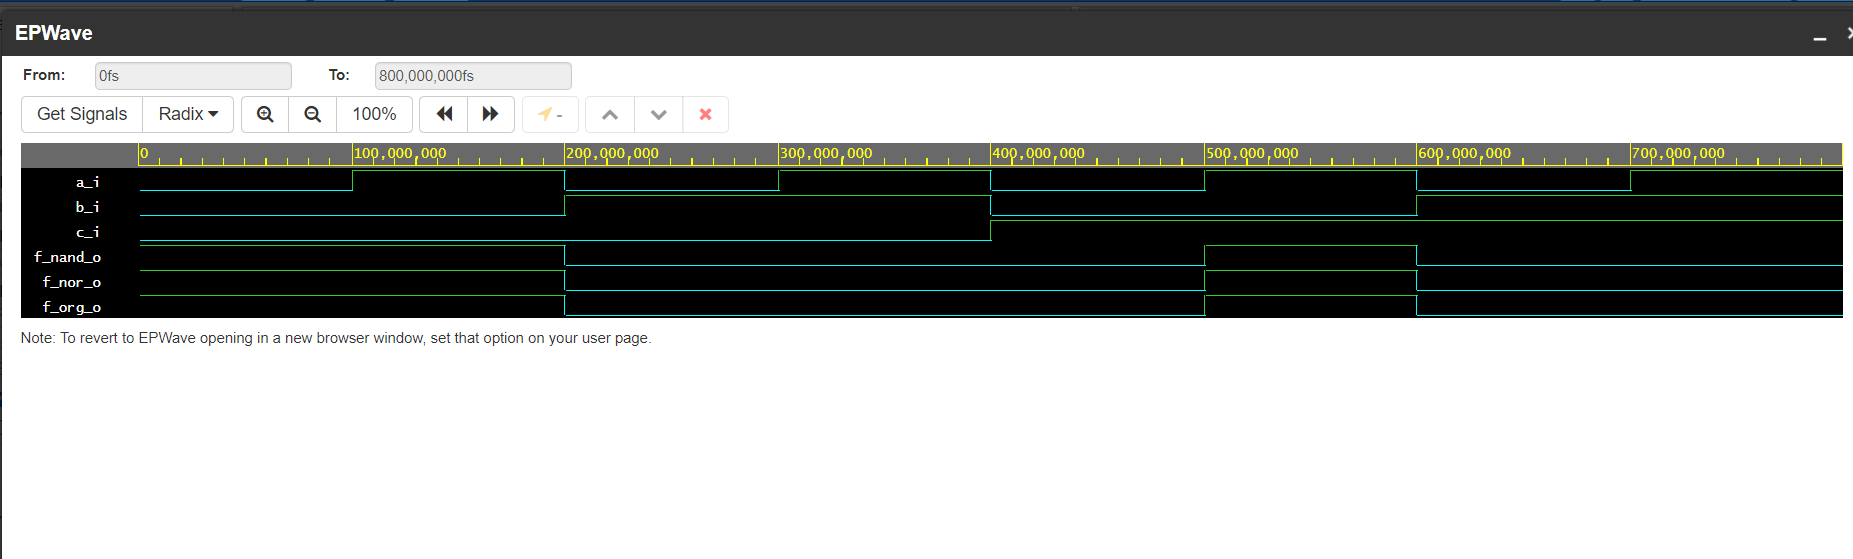 EPWave
From: 0fs To: 800,000,000fs
Get Signals Radix 100% -
0 100,000,000 200,000,000 300,000,000 400,000,000 500,000,000 600,000,000 700,000,000
a_i
b_i
c_i
f_nand_o
f_nor_o
f_org_o
Note: To revert to EPWave opening in a new browser window, set that option on your user page.